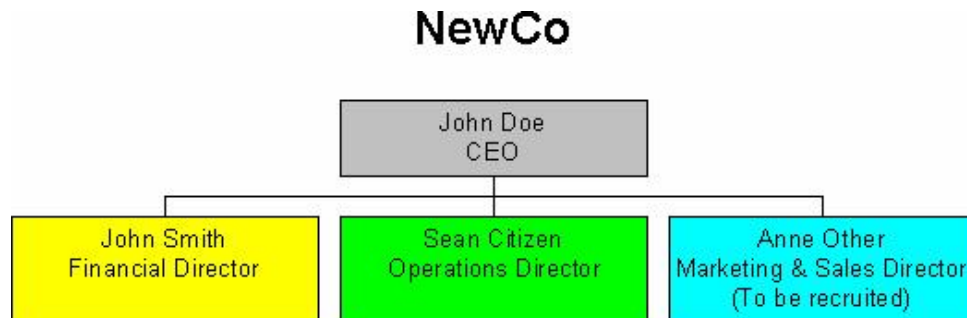 NewCo
John Doe
CEO
John Smith
Financial Director
Sean Citizen
Operations Director
Anne Other
Marketing & Sales Director
(To be recruited)